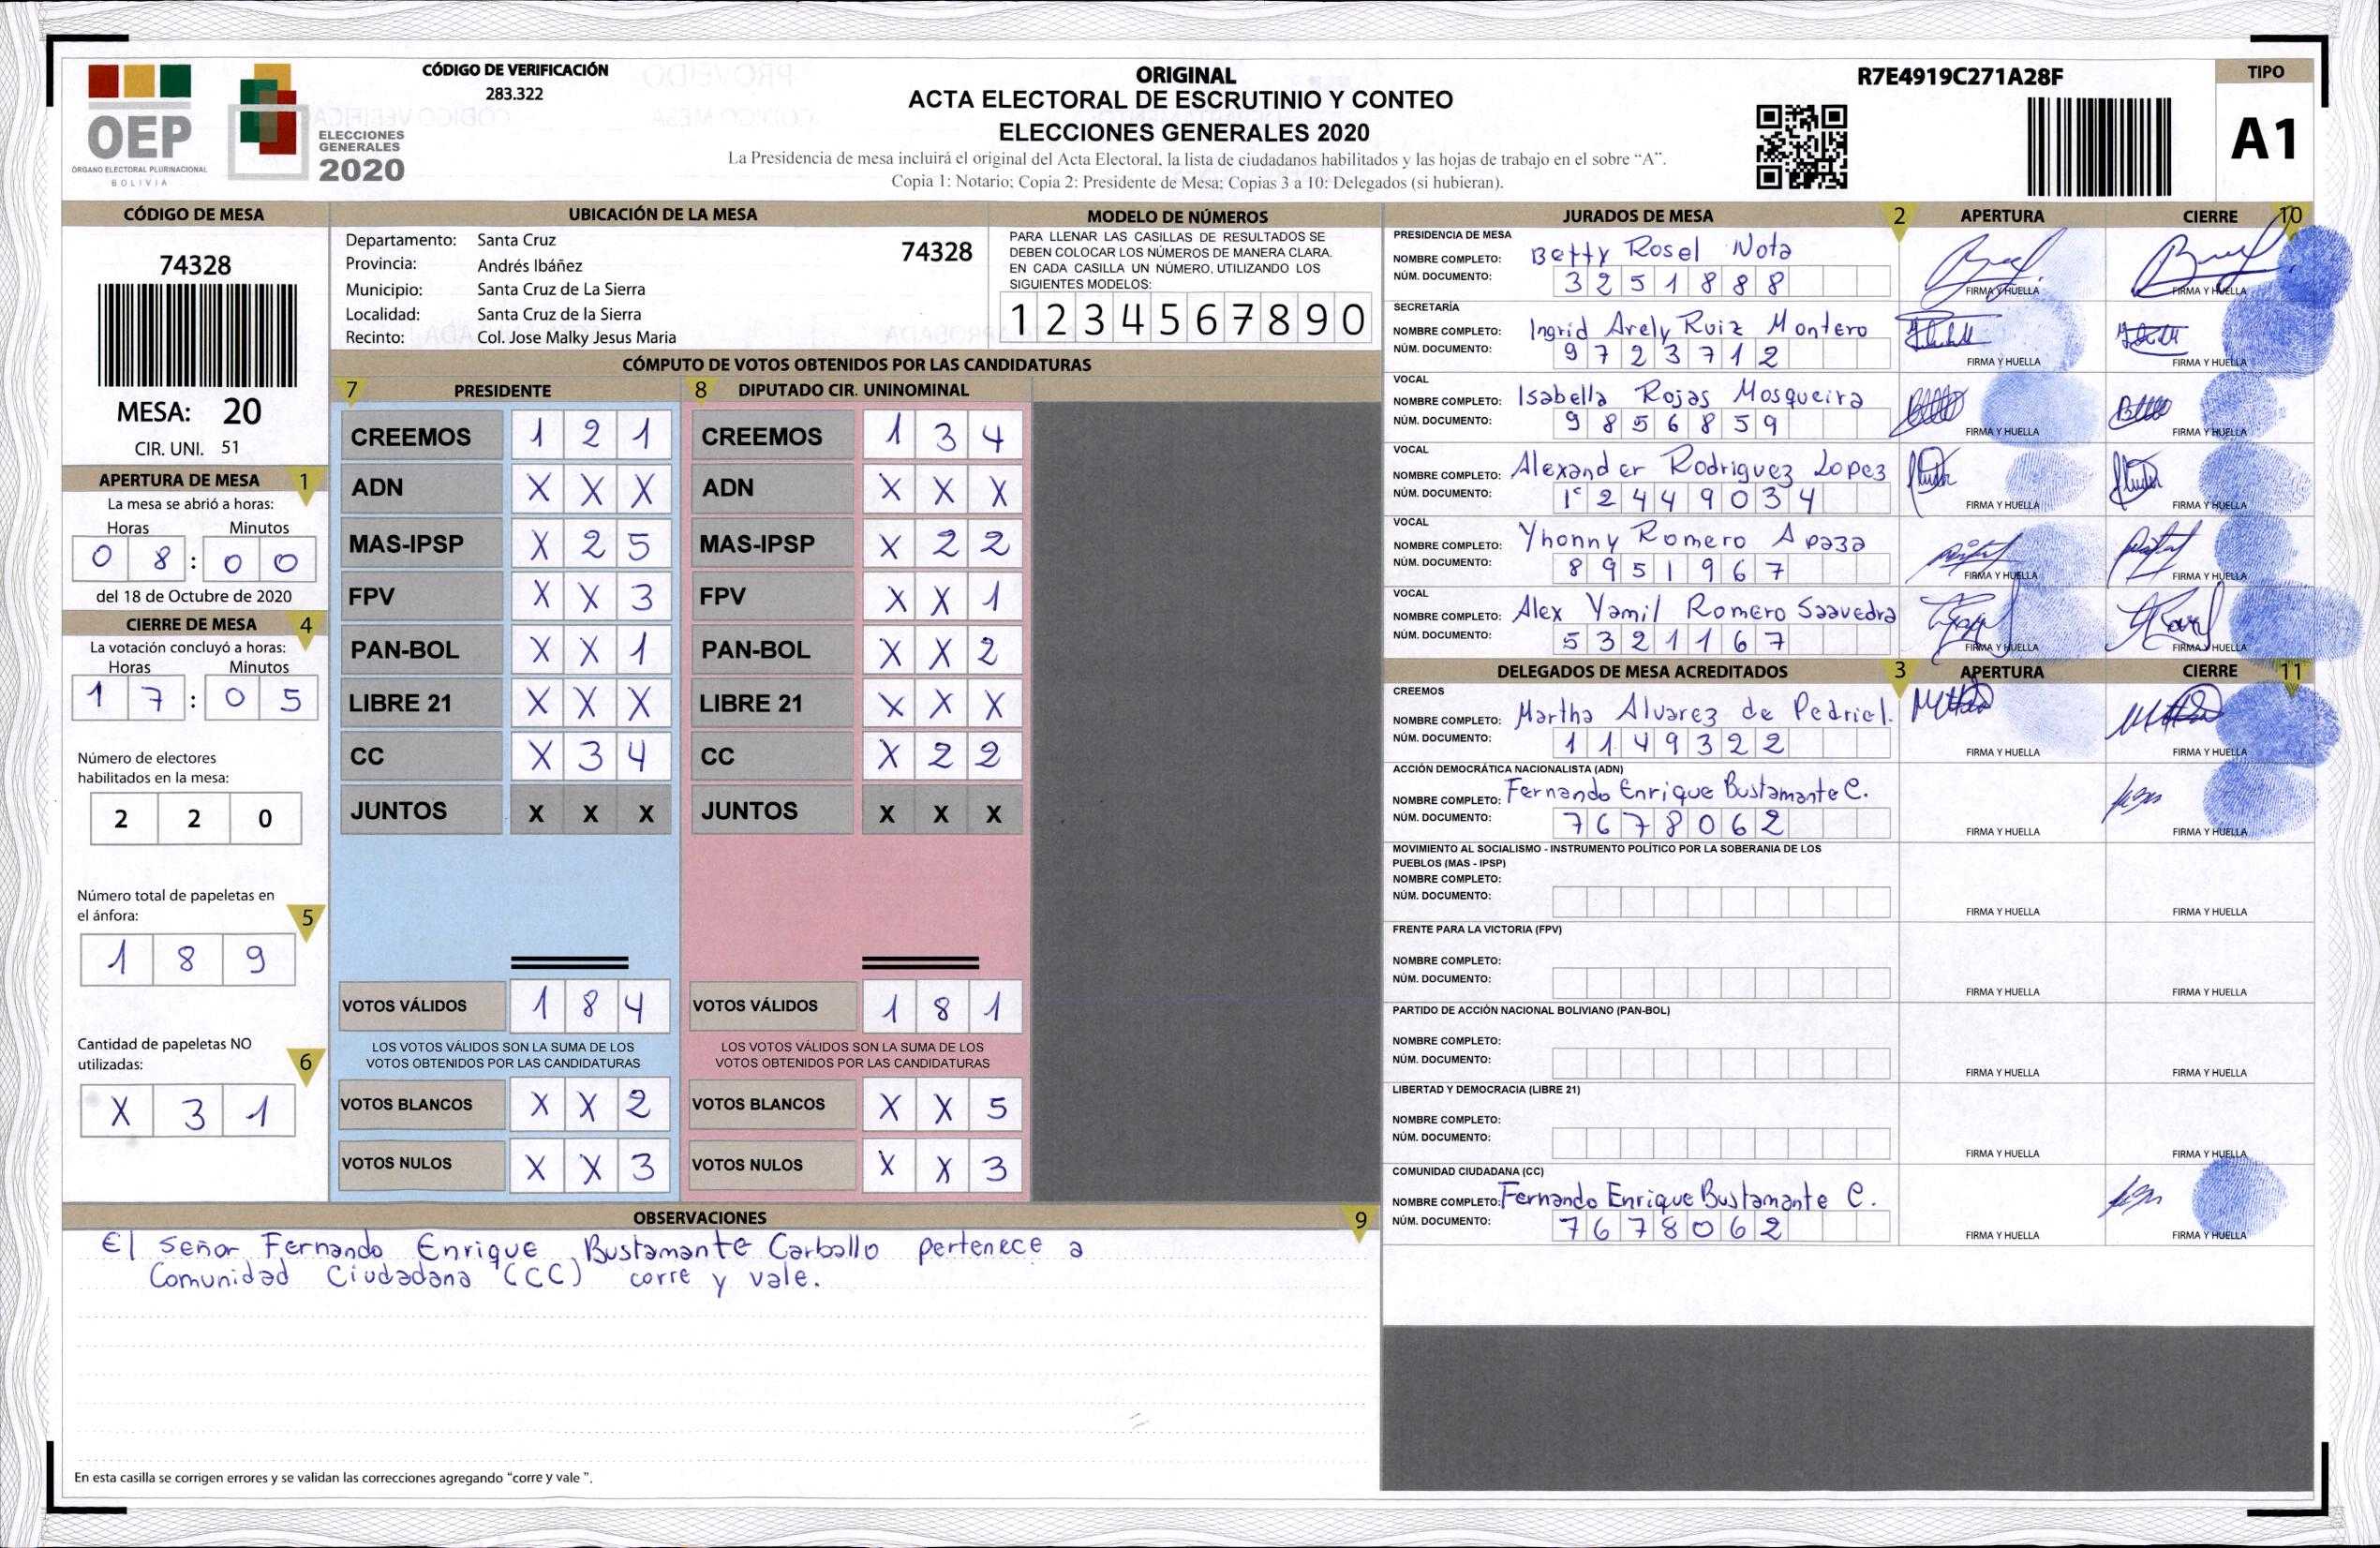 OEP
ÓRGANO ELECTORAL PLURINACIONAL
BOLIVIA
ELECCIONES
GENERALES
2020
CÓDIGO DE VERIFICACIÓN
283.322
ORIGINAL
ACTA ELECTORAL DE ESCRUTINIO Y CONTEO
ELECCIONES GENERALES 2020
La Presidencia de mesa incluirá el original del Acta Electoral, la lista de ciudadanos habilitados y las hojas de trabajo en el sobre “A”.
Copia 1: Notario; Copia 2: Presidente de Mesa; Copias 3 a 10: Delegados (si hubieran).
R7E4919C271A28F
TIPO
A1
CÓDIGO DE MESA
74328
MESA: 20
CIR. UNI. 51
APERTURA DE MESA 1
La mesa se abrió a horas:
Horas Minutos
0 8 : 0 0
del 18 de Octubre de 2020
CIERRE DE MESA 4
La votación concluyó a horas:
Horas Minutos
1 7 : 0 5
Número de electores
habilitados en la mesa:
2 2 0
Número total de papeletas en
el ánfora: 5
1 8 9
Cantidad de papeletas NO
utilizadas: 6
X 3 1
UBICACIÓN DE LA MESA
Departamento: Santa Cruz 74328
Provincia: Andrés Ibáñez
Municipio: Santa Cruz de La Sierra
Localidad: Santa Cruz de la Sierra
Recinto: Col. Jose Malky Jesus Maria
MODELO DE NÚMEROS
PARA LLENAR LAS CASILLAS DE RESULTADOS SE
DEBEN COLOCAR LOS NÚMEROS DE MANERA CLARA.
EN CADA CASILLA UN NÚMERO, UTILIZANDO LOS
SIGUIENTES MODELOS:
1 2 3 4 5 6 7 8 9 0
CÓMPUTO DE VOTOS OBTENIDOS POR LAS CANDIDATURAS
7 PRESIDENTE
CREEMOS 1 2 1
ADN X X X
MAS-IPSP X 2 5
FPV X X 3
PAN-BOL X X 1
LIBRE 21 X X X
CC X 3 4
JUNTOS X X X
VOTOS VÁLIDOS 1 8 4
LOS VOTOS VÁLIDOS SON LA SUMA DE LOS
VOTOS OBTENIDOS POR LAS CANDIDATURAS
VOTOS BLANCOS X X 2
VOTOS NULOS X X 3
8 DIPUTADO CIR. UNINOMINAL
CREEMOS 1 3 4
ADN X X X
MAS-IPSP X 2 2
FPV X X 1
PAN-BOL X X 2
LIBRE 21 X X X
CC X 2 2
JUNTOS X X X
VOTOS VÁLIDOS 1 8 1
LOS VOTOS VÁLIDOS SON LA SUMA DE LOS
VOTOS OBTENIDOS POR LAS CANDIDATURAS
VOTOS BLANCOS X X 5
VOTOS NULOS X X 3
OBSERVACIONES 9
El señor Fernando Enrique Bustamante Carballo pertenece a
Comunidad Ciudadana (CCC) corre y vale.
En esta casilla se corrigen errores y se validan las correcciones agregando “corre y vale ”.
JURADOS DE MESA 2 APERTURA CIERRE 10
PRESIDENCIA DE MESA
NOMBRE COMPLETO: Betty Rosel Nota
NÚM. DOCUMENTO: 3 2 5 1 8 8 8
FIRMA Y HUELLA FIRMA Y HUELLA
SECRETARÍA
NOMBRE COMPLETO: Ingrid Arely Ruiz Montero
NÚM. DOCUMENTO: 9 7 2 3 7 1 2
FIRMA Y HUELLA FIRMA Y HUELLA
VOCAL
NOMBRE COMPLETO: Isabella Rojas Mosqueira
NÚM. DOCUMENTO: 9 8 5 6 8 5 9
FIRMA Y HUELLA FIRMA Y HUELLA
VOCAL
NOMBRE COMPLETO: Alexander Rodriguez Lopez
NÚM. DOCUMENTO: 1 2 4 4 9 0 3 4
FIRMA Y HUELLA FIRMA Y HUELLA
VOCAL
NOMBRE COMPLETO: Yhonny Romero Apaza
NÚM. DOCUMENTO: 8 9 5 1 9 6 7
FIRMA Y HUELLA FIRMA Y HUELLA
VOCAL
NOMBRE COMPLETO: Alex Yamil Romero Saavedra
NÚM. DOCUMENTO: 5 3 2 1 1 6 7
FIRMA Y HUELLA FIRMA Y HUELLA
DELEGADOS DE MESA ACREDITADOS 3 APERTURA CIERRE 11
CREEMOS
NOMBRE COMPLETO: Martha Alvarez de Pedriel.
NÚM. DOCUMENTO: 1 1 4 9 3 2 2
FIRMA Y HUELLA FIRMA Y HUELLA
ACCIÓN DEMOCRÁTICA NACIONALISTA (ADN)
NOMBRE COMPLETO: Fernando Enrique Bustamante C.
NÚM. DOCUMENTO: 7 6 7 8 0 6 2
FIRMA Y HUELLA FIRMA Y HUELLA
MOVIMIENTO AL SOCIALISMO - INSTRUMENTO POLÍTICO POR LA SOBERANIA DE LOS
PUEBLOS (MAS - IPSP)
NOMBRE COMPLETO:
NÚM. DOCUMENTO:
FIRMA Y HUELLA FIRMA Y HUELLA
FRENTE PARA LA VICTORIA (FPV)
NOMBRE COMPLETO:
NÚM. DOCUMENTO:
FIRMA Y HUELLA FIRMA Y HUELLA
PARTIDO DE ACCIÓN NACIONAL BOLIVIANO (PAN-BOL)
NOMBRE COMPLETO:
NÚM. DOCUMENTO:
FIRMA Y HUELLA FIRMA Y HUELLA
LIBERTAD Y DEMOCRACIA (LIBRE 21)
NOMBRE COMPLETO:
NÚM. DOCUMENTO:
FIRMA Y HUELLA FIRMA Y HUELLA
COMUNIDAD CIUDADANA (CC)
NOMBRE COMPLETO: Fernando Enrique Bustamante C.
NÚM. DOCUMENTO: 7 6 7 8 0 6 2
FIRMA Y HUELLA FIRMA Y HUELLA